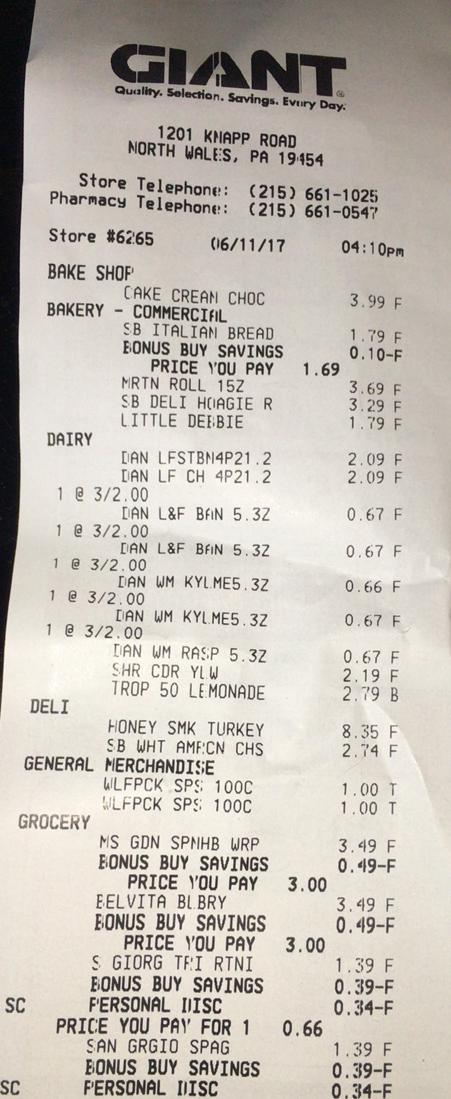 GIANT
Quality. Selection. Savings. Every Day.
1201 KNAPP ROAD
NORTH WALES, PA 19454
Store Telephone: (215) 661-1025
Pharmacy Telephone: (215) 661-0547
Store #6265 06/11/17 04:10pm
BAKE SHOP
CAKE CREAM CHOC 3.99 F
BAKERY - COMMERCIAL
SB ITALIAN BREAD 1.79 F
BONUS BUY SAVINGS 0.10-F
PRICE YOU PAY 1.69
MRTN ROLL 15Z 3.69 F
SB DELI HOAGIE R 3.29 F
LITTLE DEBBIE 1.79 F
DAIRY
DAN LFSTBN4P21.2 2.09 F
DAN LF CH 4P21.2 2.09 F
1 @ 3/2.00
DAN L&F BAN 5.3Z 0.67 F
1 @ 3/2.00
DAN L&F BAN 5.3Z 0.67 F
1 @ 3/2.00
DAN WM KYLME5.3Z 0.66 F
1 @ 3/2.00
DAN WM KYLME5.3Z 0.67 F
1 @ 3/2.00
DAN WM RASP 5.3Z 0.67 F
SHR CDR YLW 2.19 F
TROP 50 LEMONADE 2.79 B
DELI
HONEY SMK TURKEY 8.35 F
SB WHT AMRCN CHS 2.74 F
GENERAL MERCHANDISE
WLFPCK SPS 100C 1.00 T
WLFPCK SPS 100C 1.00 T
GROCERY
MS GDN SPNHB WRP 3.49 F
BONUS BUY SAVINGS 0.49-F
PRICE YOU PAY 3.00
BELVITA BLBRY 3.49 F
BONUS BUY SAVINGS 0.49-F
PRICE YOU PAY 3.00
S GIORG TRI RTNI 1.39 F
BONUS BUY SAVINGS 0.39-F
SC PERSONAL DISC 0.34-F
PRICE YOU PAY FOR 1 0.66
SAN GRGIO SPAG 1.39 F
BONUS BUY SAVINGS 0.39-F
SC PERSONAL DISC 0.34-F